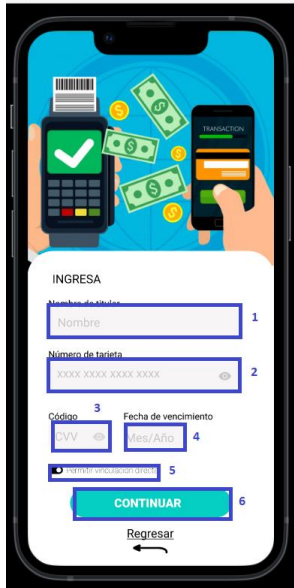 TRANSACTION
INGRESA
Nombre de titular
Nombre 1
Número de tarjeta
XXXX XXXX XXXX XXXX 2
3
Código Fecha de vencimiento
CVV Mes/Año 4
Permitir vinculación directa 5
CONTINUAR 6
Regresar